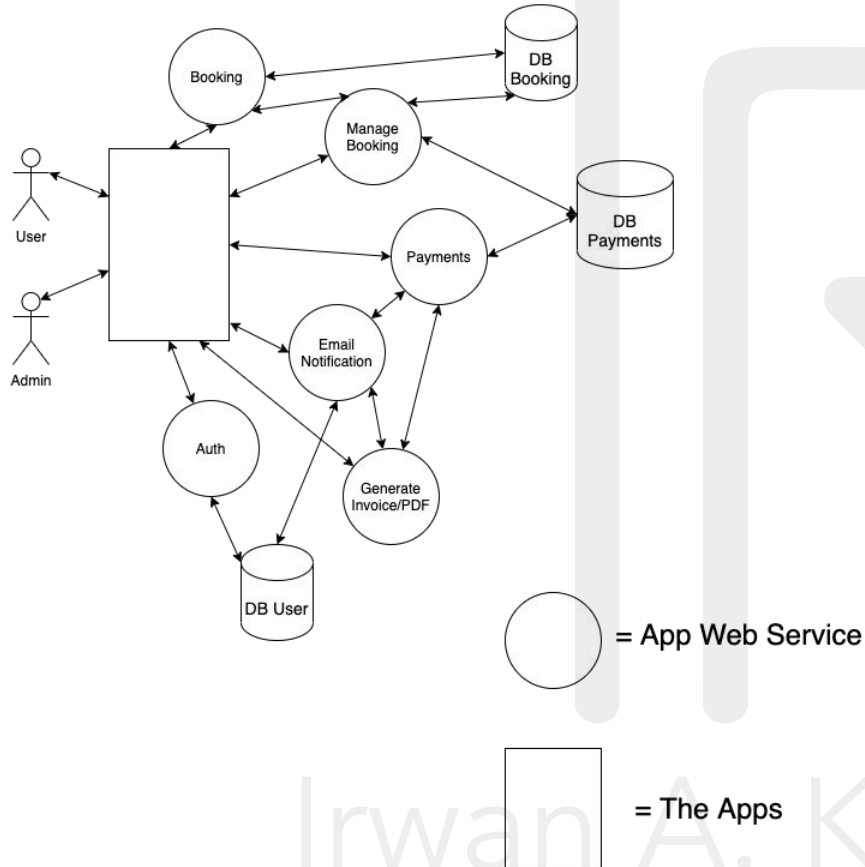 Booking
DB
Booking
Manage
Booking
User
DB
Payments
Payments
Email
Notification
Admin
Auth
Generate
Invoice/PDF
DB User
= App Web Service
= The Apps
Irwan A. K